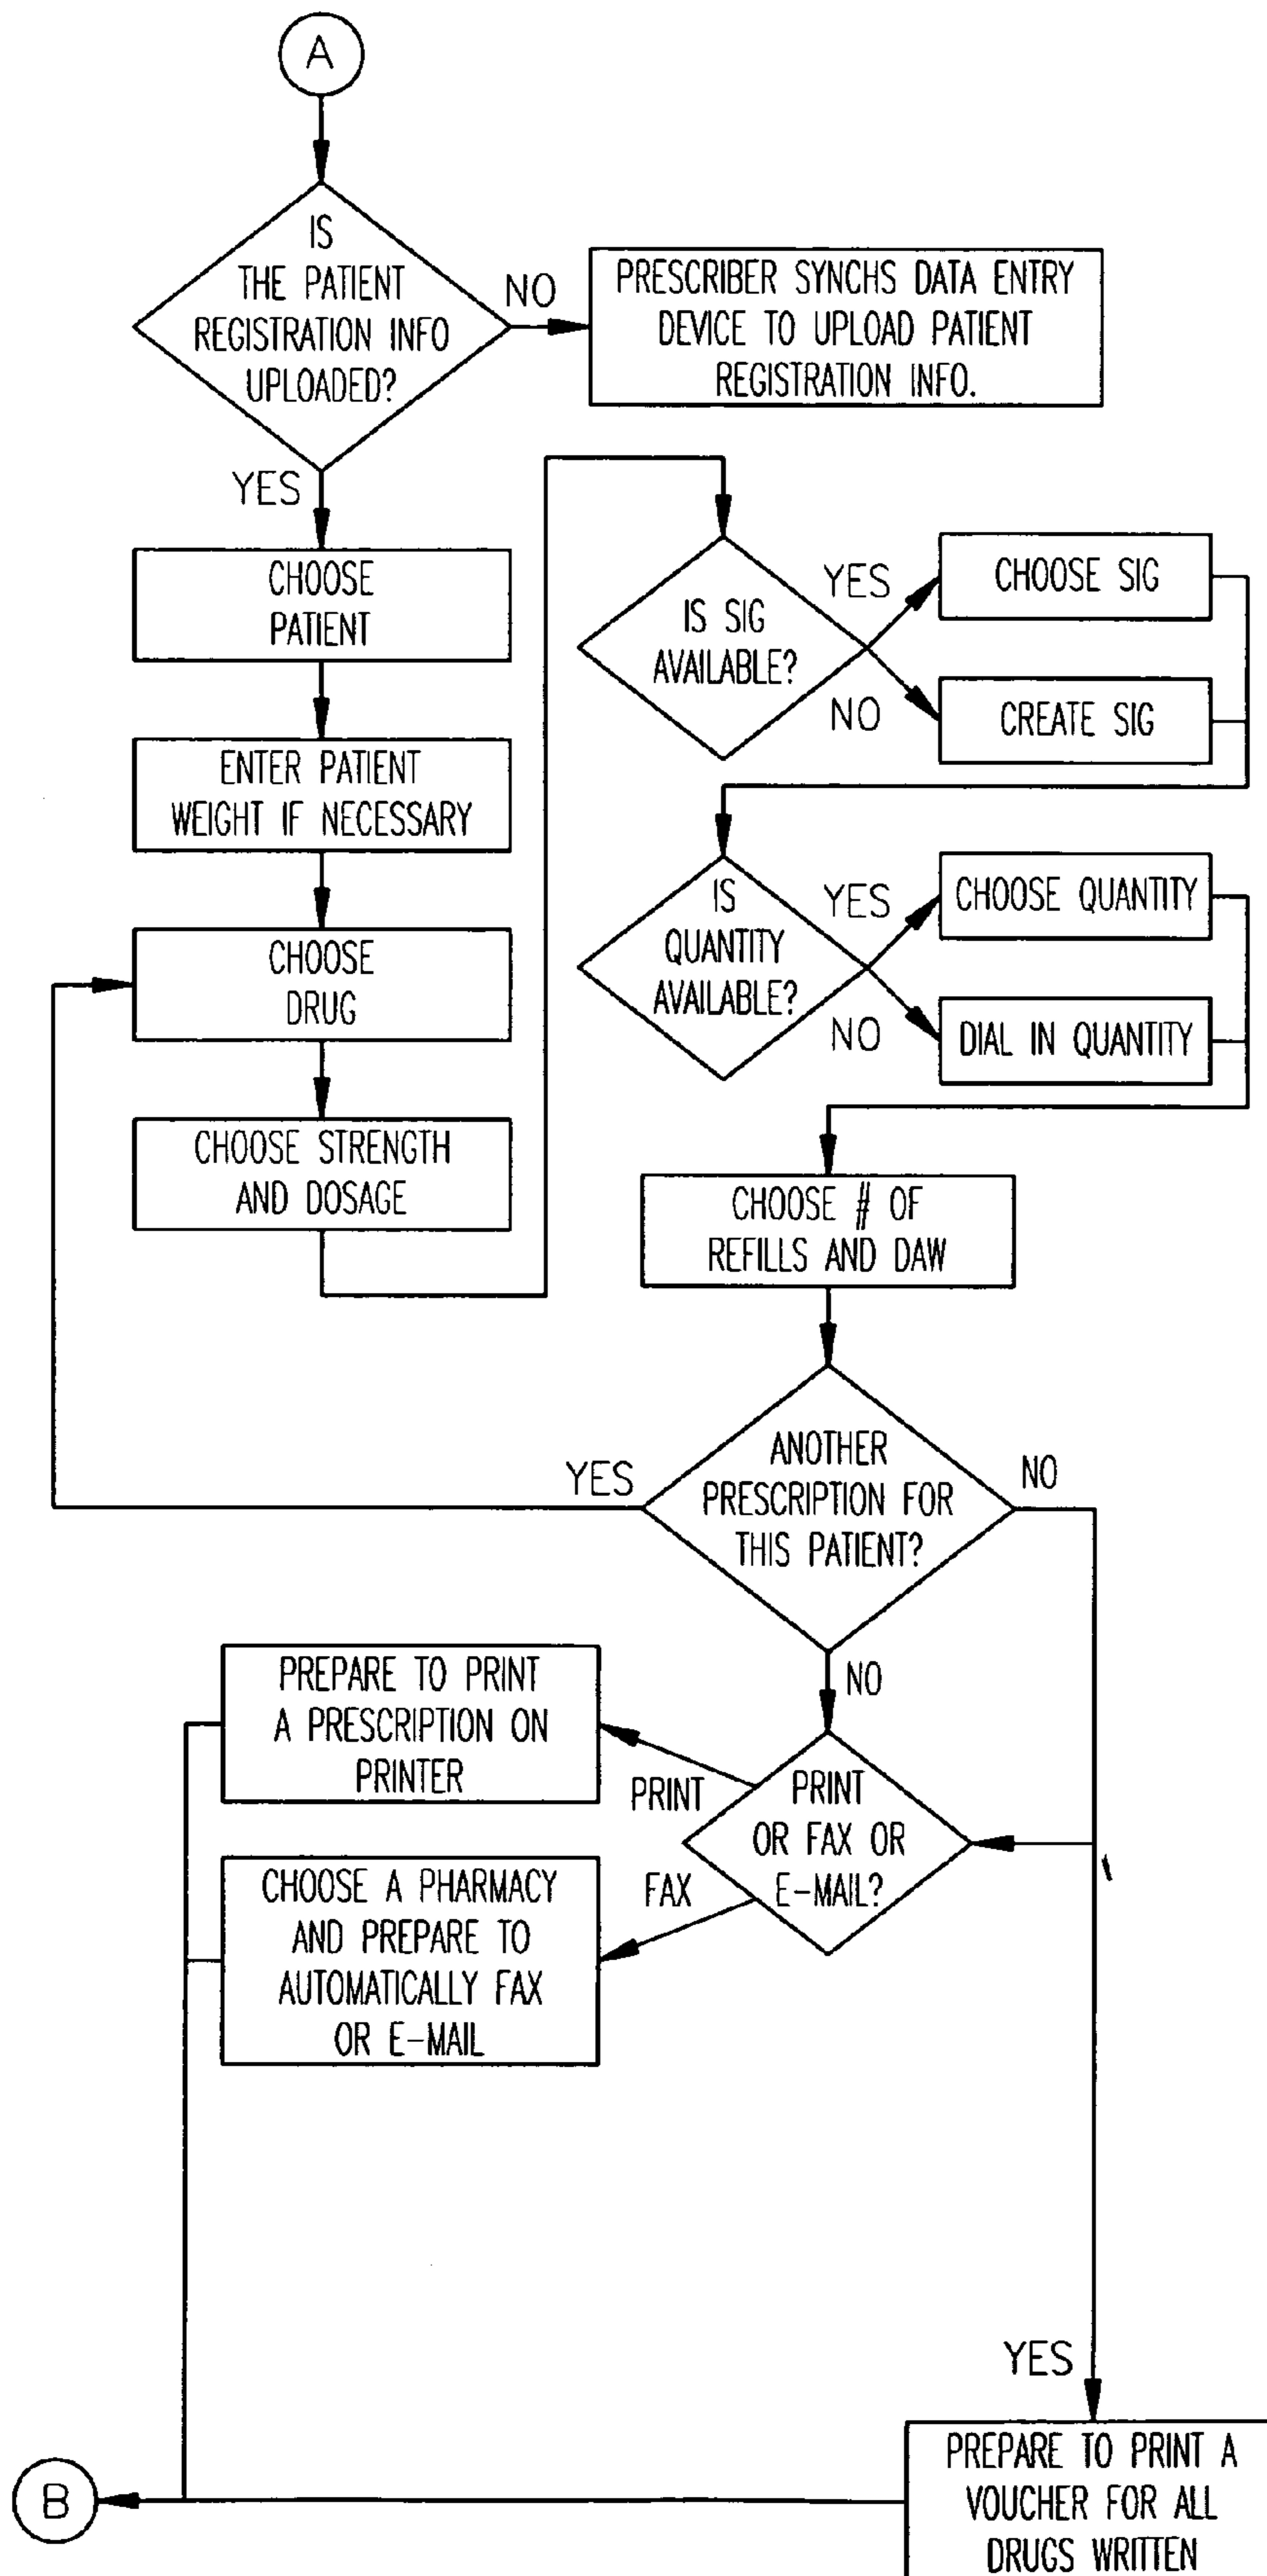 A
IS
THE PATIENT
REGISTRATION INFO
UPLOADED?
NO
PRESCRIBER SYNCHS DATA ENTRY
DEVICE TO UPLOAD PATIENT
REGISTRATION INFO.
YES
CHOOSE
PATIENT
ENTER PATIENT
WEIGHT IF NECESSARY
CHOOSE
DRUG
CHOOSE STRENGTH
AND DOSAGE
IS SIG
AVAILABLE?
YES
CHOOSE SIG
NO
CREATE SIG
IS
QUANTITY
AVAILABLE?
YES
CHOOSE QUANTITY
NO
DIAL IN QUANTITY
CHOOSE # OF
REFILLS AND DAW
ANOTHER
PRESCRIPTION FOR
THIS PATIENT?
YES
NO
NO
PRINT
OR FAX OR
E-MAIL?
PRINT
PREPARE TO PRINT
A PRESCRIPTION ON
PRINTER
FAX
CHOOSE A PHARMACY
AND PREPARE TO
AUTOMATICALLY FAX
OR E-MAIL
YES
PREPARE TO PRINT A
VOUCHER FOR ALL
DRUGS WRITTEN
B